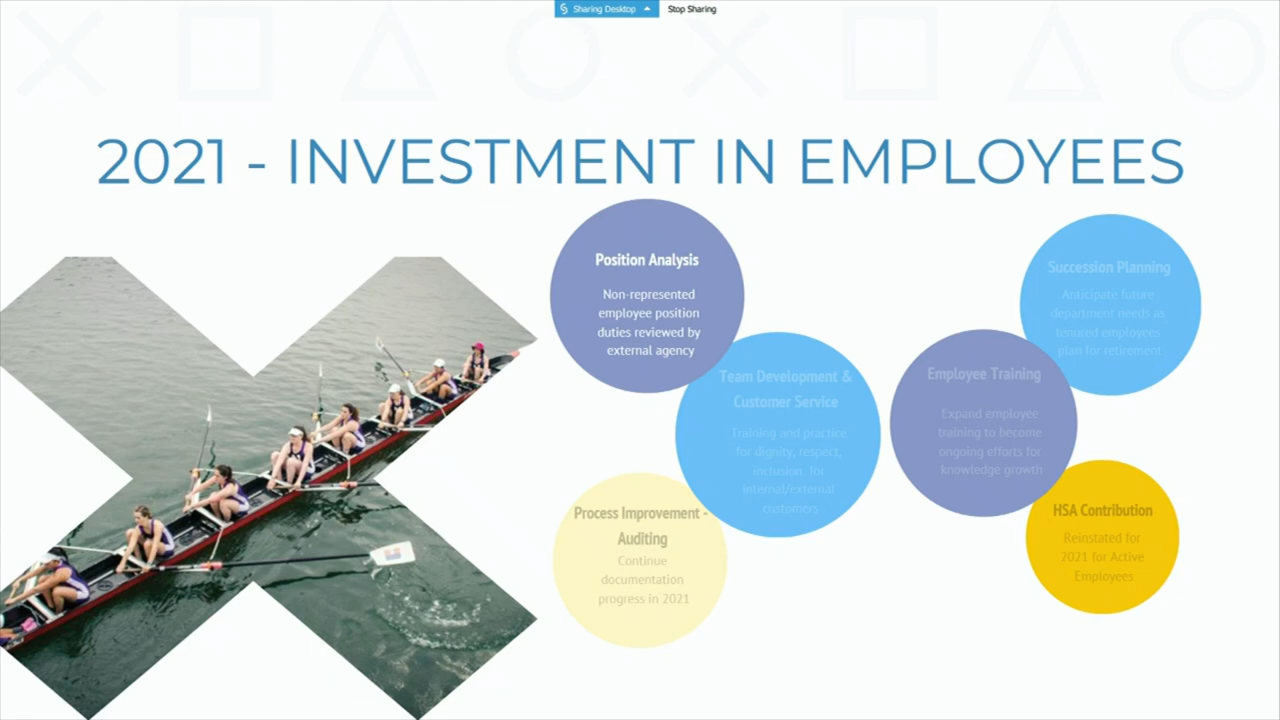 Sharing Desktop
Stop Sharing
2021 - INVESTMENT IN EMPLOYEES
Position Analysis
Non-represented
employee position
duties reviewed by
external agency
Team Development &
Customer Service
Training and practice
for dignity, respect,
inclusion for
internal/external
customers
Process Improvement -
Auditing
Continue
documentation
progress in 2021
Succession Planning
Anticipate future
department needs as
tenured employees
plan for retirement
Employee Training
Expand employee
training to become
ongoing efforts for
knowledge growth
HSA Contribution
Reinstated for
2021 for Active
Employees